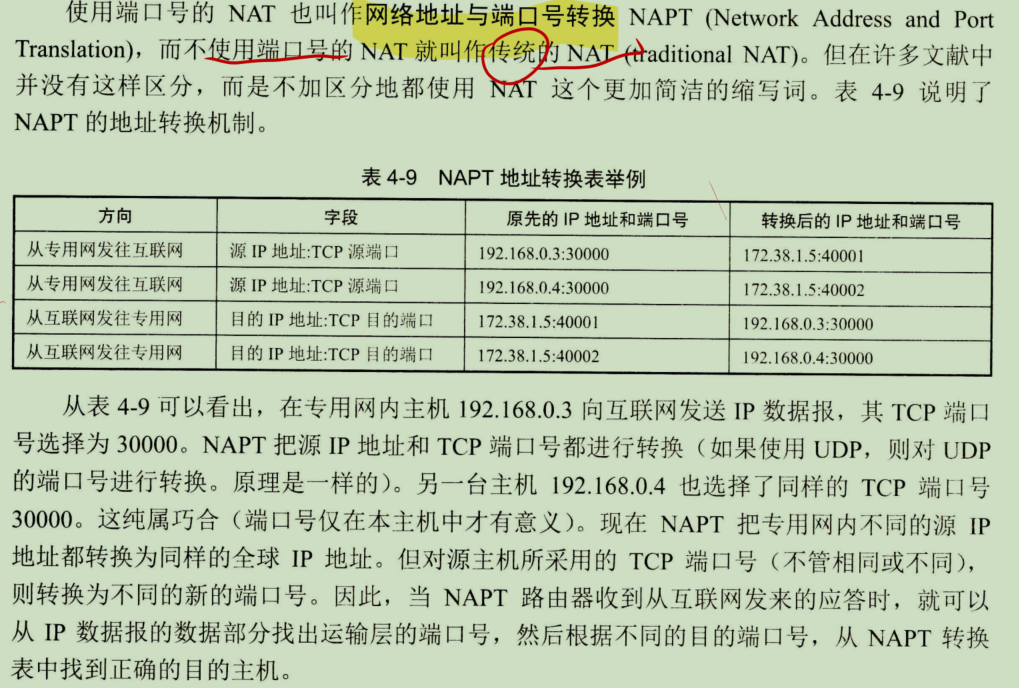 使用端口号的 NAT 也叫作网络地址与端口号转换 NAPT (Network Address and Port
Translation)，而不使用端口号的 NAT 就叫作传统的 NAT (traditional NAT)。但在许多文献中
并没有这样区分，而是不加区分地都使用 NAT 这个更加简洁的缩写词。表 4-9 说明了
NAPT 的地址转换机制。
表 4-9 NAPT 地址转换表举例
方向 字段 原先的 IP 地址和端口号 转换后的 IP 地址和端口号
从专用网发往互联网 源 IP 地址:TCP 源端口 192.168.0.3:30000 172.38.1.5:40001
从专用网发往互联网 源 IP 地址:TCP 源端口 192.168.0.4:30000 172.38.1.5:40002
从互联网发往专用网 目的 IP 地址:TCP 目的端口 172.38.1.5:40001 192.168.0.3:30000
从互联网发往专用网 目的 IP 地址:TCP 目的端口 172.38.1.5:40002 192.168.0.4:30000
从表 4-9 可以看出，在专用网内主机 192.168.0.3 向互联网发送 IP 数据报，其 TCP 端口
号选择为 30000。NAPT 把源 IP 地址和 TCP 端口号都进行转换（如果使用 UDP，则对 UDP
的端口号进行转换。原理是一样的）。另一台主机 192.168.0.4 也选择了同样的 TCP 端口号
30000。这纯属巧合（端口号仅在本主机中才有意义）。现在 NAPT 把专用网内不同的源 IP
地址都转换为同样的全球 IP 地址。但对源主机所采用的 TCP 端口号（不管相同或不同），
则转换为不同的新的端口号。因此，当 NAPT 路由器收到从互联网发来的应答时，就可以
从 IP 数据报的数据部分找出运输层的端口号，然后根据不同的目的端口号，从 NAPT 转换
表中找到正确的目的主机。